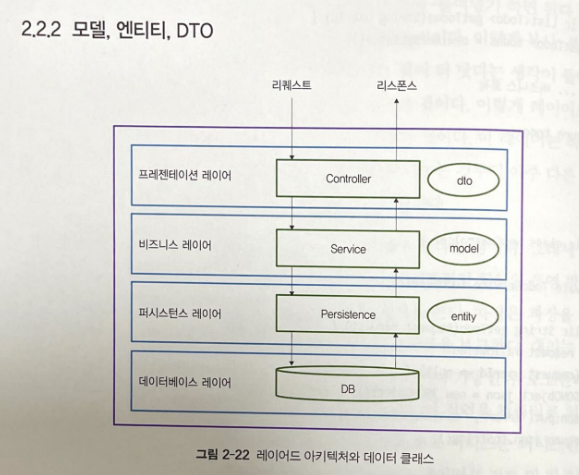 2.2.2 모델, 엔티티, DTO
리퀘스트 리스폰스
프레젠테이션 레이어 Controller dto
비즈니스 레이어 Service model
퍼시스턴스 레이어 Persistence entity
데이터베이스 레이어 DB
그림 2-22 레이어드 아키텍처와 데이터 클래스